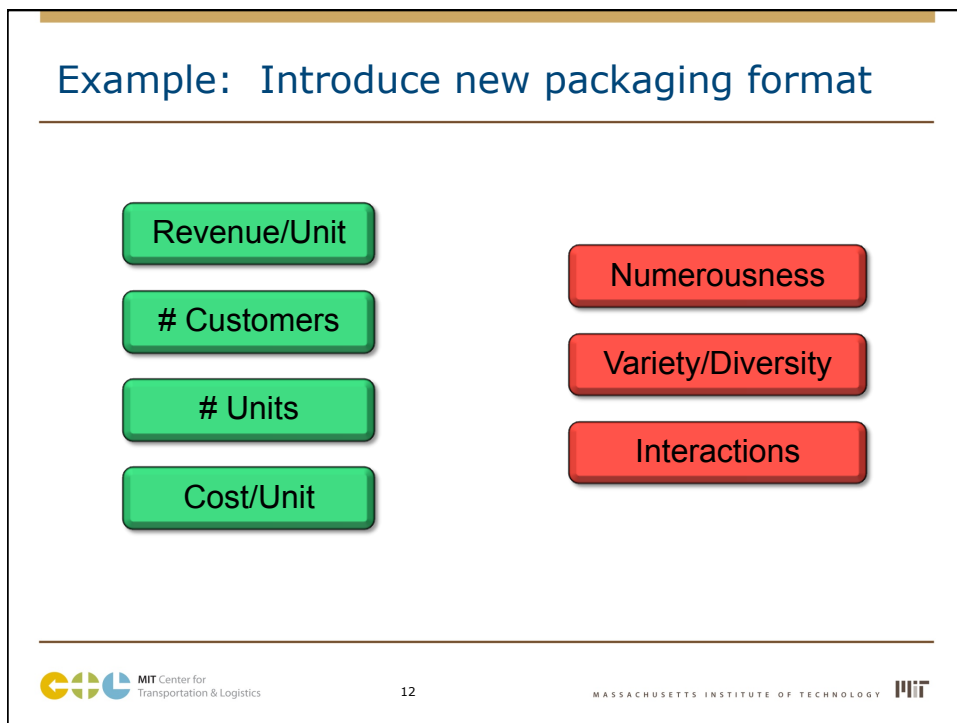 Example: Introduce new packaging format
Revenue/Unit
# Customers
# Units
Cost/Unit
Numerousness
Variety/Diversity
Interactions
MIT Center for
Transportation & Logistics
12
MASSACHUSETTS INSTITUTE OF TECHNOLOGY